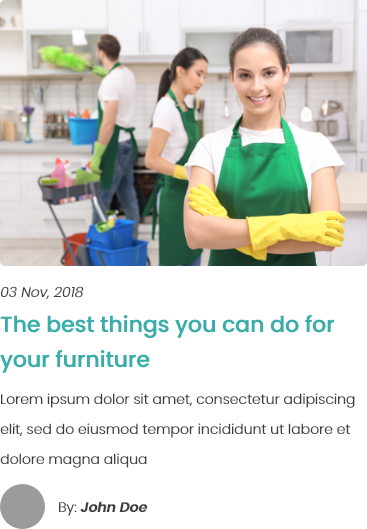 03 Nov, 2018
The best things you can do for
your furniture
Lorem ipsum dolor sit amet, consectetur adipiscing
elit, sed do eiusmod tempor incididunt ut labore et
dolore magna aliqua
By: John Doe